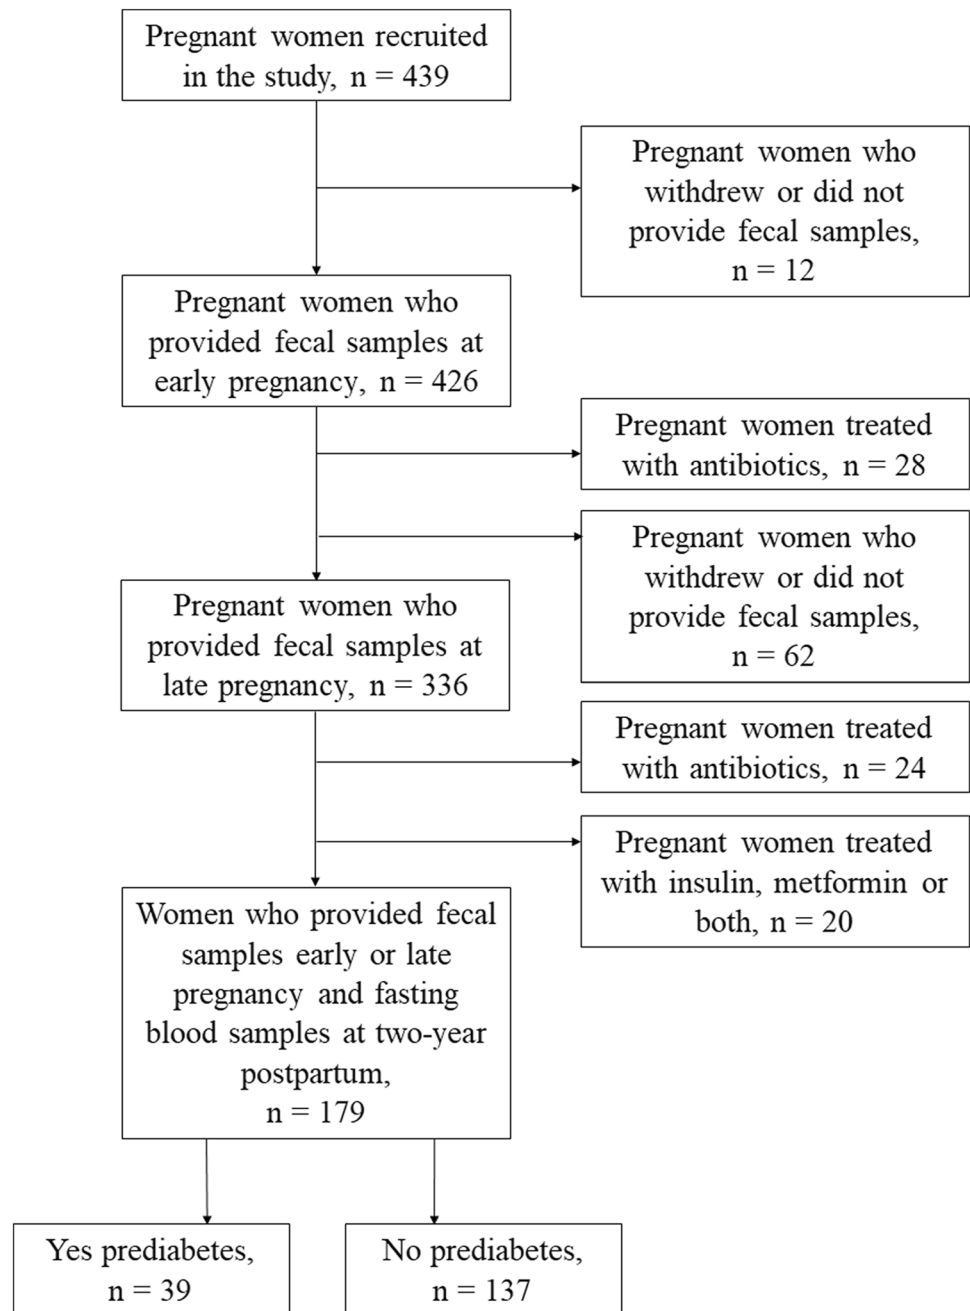 Pregnant women recruited
in the study, n = 439
Pregnant women who
withdrew or did not
provide fecal samples,
n = 12
Pregnant women who
provided fecal samples at
early pregnancy, n = 426
Pregnant women treated
with antibiotics, n = 28
Pregnant women who
withdrew or did not
provide fecal samples,
n = 62
Pregnant women who
provided fecal samples at
late pregnancy, n = 336
Pregnant women treated
with antibiotics, n = 24
Pregnant women treated
with insulin, metformin or
both, n = 20
Women who provided fecal
samples early or late
pregnancy and fasting
blood samples at two-year
postpartum,
n = 179
Yes prediabetes,
n = 39
No prediabetes,
n = 137